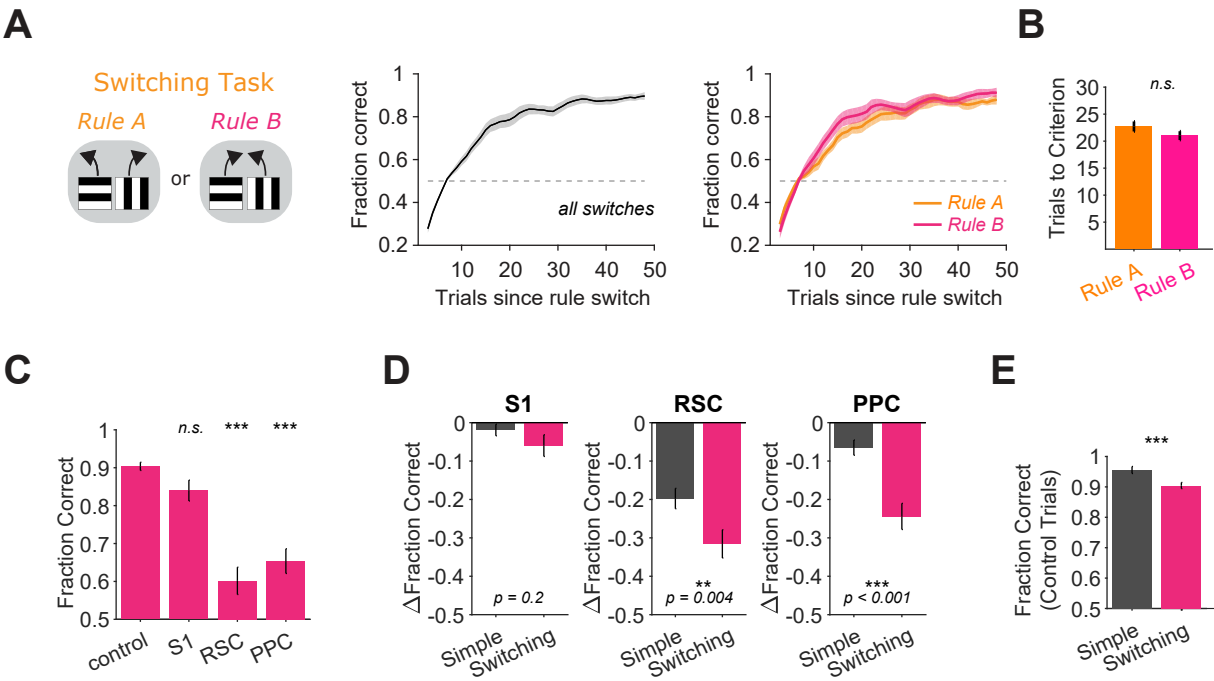 A
Switching Task
Rule A
Rule B
or
Fraction correct
1
0.8
0.6
0.4
0.2
all switches
10
20
30
40
50
Trials since rule switch
Fraction correct
1
0.8
0.6
0.4
0.2
Rule A
Rule B
10
20
30
40
50
Trials since rule switch
B
n.s.
Trials to Criterion
30
25
20
15
10
5
Rule A
Rule B
C
n.s.
***
***
Fraction Correct
1
0.9
0.8
0.7
0.6
0.5
control
S1
RSC
PPC
D
S1
△Fraction Correct
0
-0.1
-0.2
-0.3
-0.4
-0.5
p = 0.2
Simple
Switching
RSC
△Fraction Correct
0
-0.1
-0.2
-0.3
-0.4
-0.5
**
p = 0.004
Simple
Switching
PPC
△Fraction Correct
0
-0.1
-0.2
-0.3
-0.4
-0.5
***
p < 0.001
Simple
Switching
E
***
Fraction Correct
(Control Trials)
1
0.9
0.8
0.7
0.6
0.5
Simple
Switching